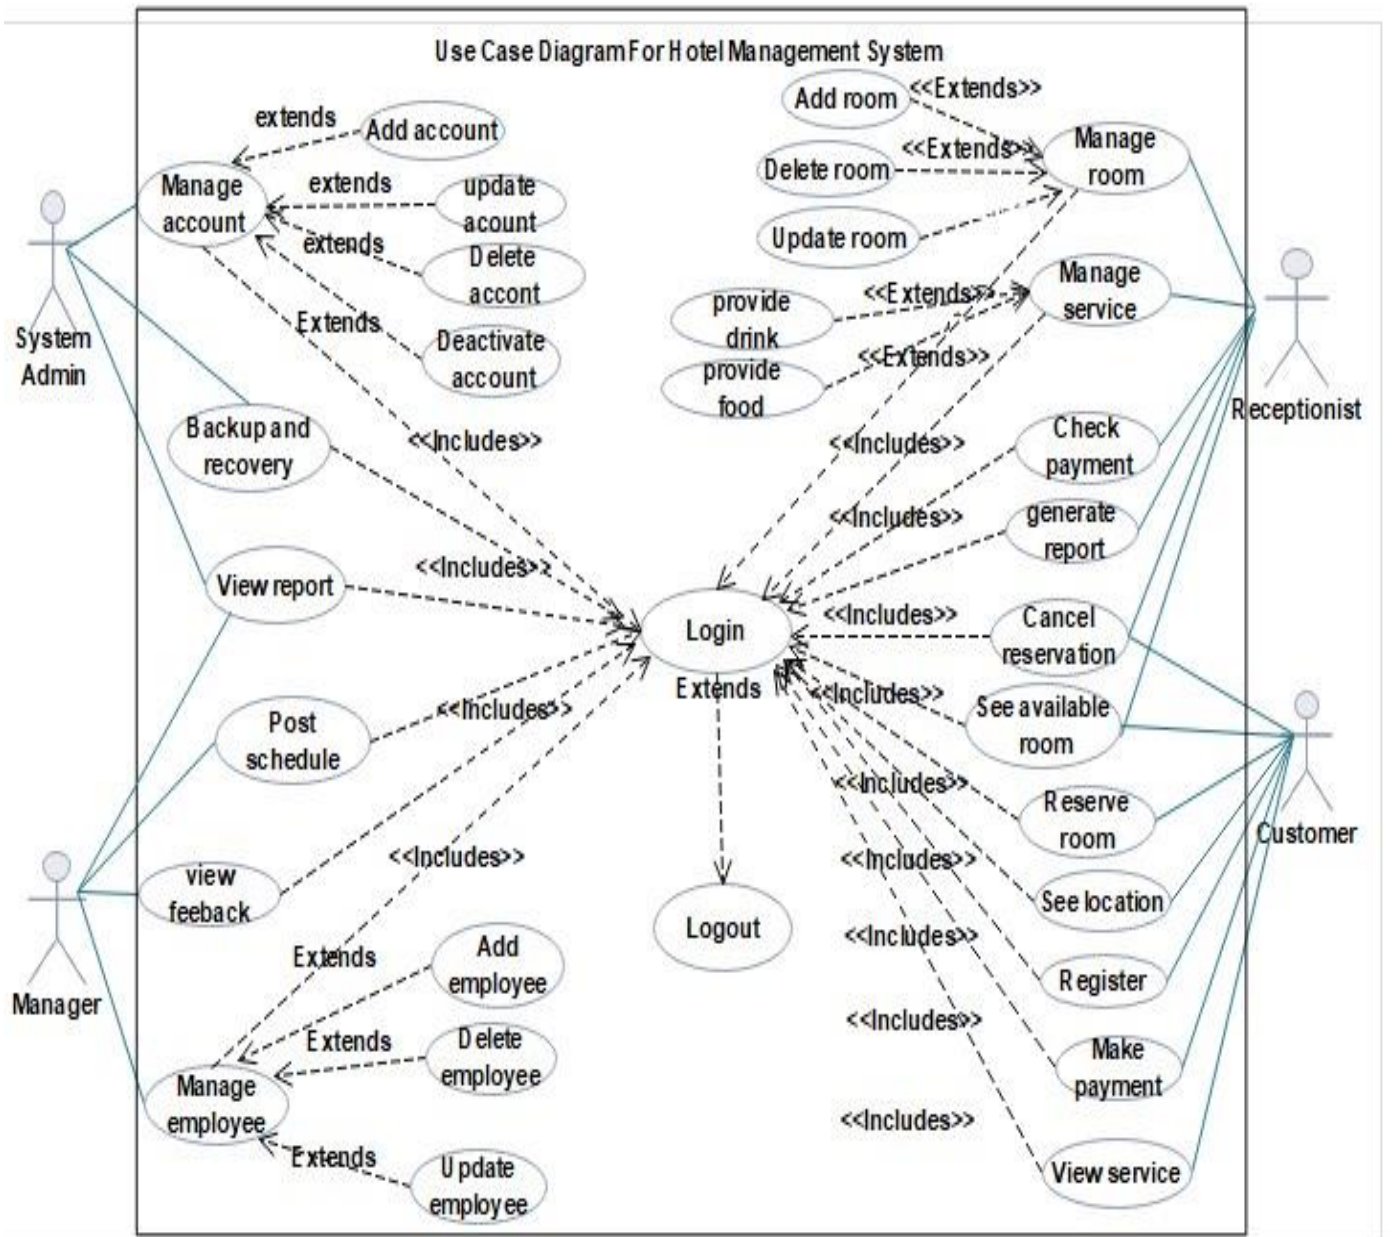 Use Case Diagram For Hotel Management System
extends
Add account
Manage
account
extends
update
acount
extends
Delete
accont
Extends
Deactivate
account
System
Admin
Backup and
recovery
<<Includes>>
View report
<<Includes>>
Post
schedule
<<Includes>>
view
feeback
<<Includes>>
Manager
Extends
Add
employee
Extends
Delete
employee
Manage
employee
Extends
Update
employee
Login
Extends
Logout
Add room
<<Extends>>
Manage
room
Delete room
<<Extends>>
Update room
Manage
service
<<Extends>>
provide
drink
<<Extends>>
provide
food
Receptionist
<<Includes>>
Check
payment
<<Includes>>
generate
report
<<Includes>>
Cancel
reservation
<<Includes>>
See available
room
<<Includes>>
Reserve
room
Customer
<<Includes>>
See location
<<Includes>>
Register
<<Includes>>
Make
payment
<<Includes>>
View service